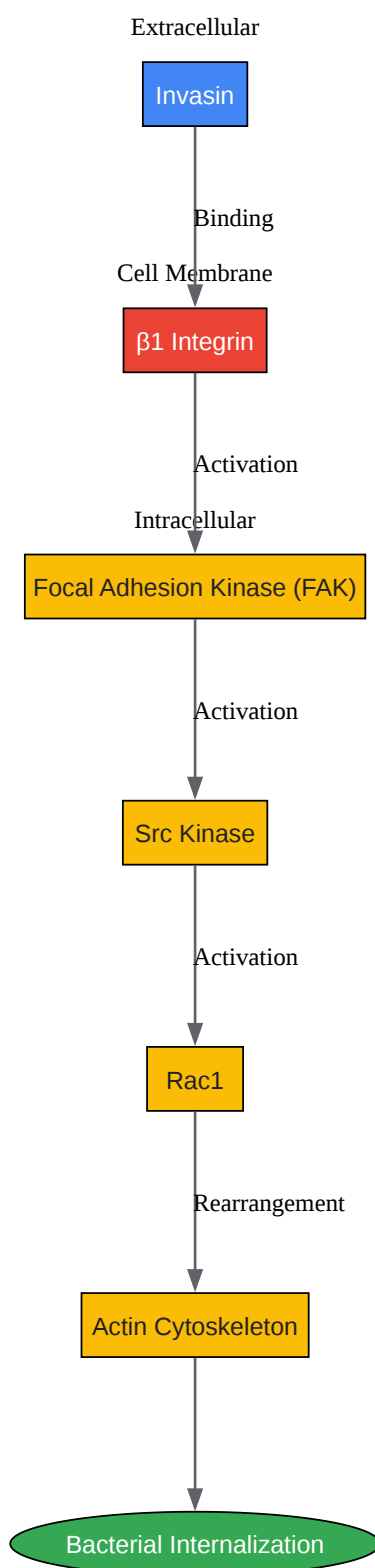 Extracellular
Invasin
Binding
Cell Membrane
β1 Integrin
Activation
Intracellular
Focal Adhesion Kinase (FAK)
Activation
Src Kinase
Activation
Rac1
Rearrangement
Actin Cytoskeleton
Bacterial Internalization